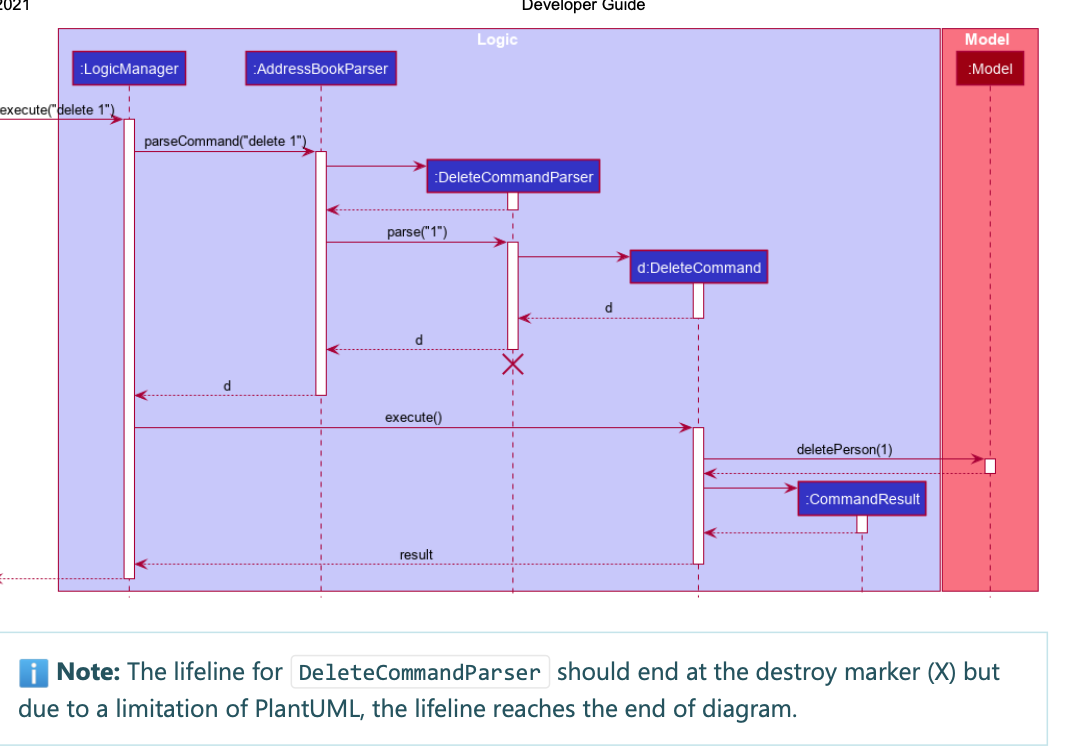 2021
Developer Guide
Logic
Model
:LogicManager
:AddressBookParser
:Model
execute("delete 1")
parseCommand("delete 1")
:DeleteCommandParser
parse("1")
d:DeleteCommand
d
d
d
execute()
deletePerson(1)
:CommandResult
result
Note: The lifeline for DeleteCommandParser should end at the destroy marker (X) but
due to a limitation of PlantUML, the lifeline reaches the end of diagram.